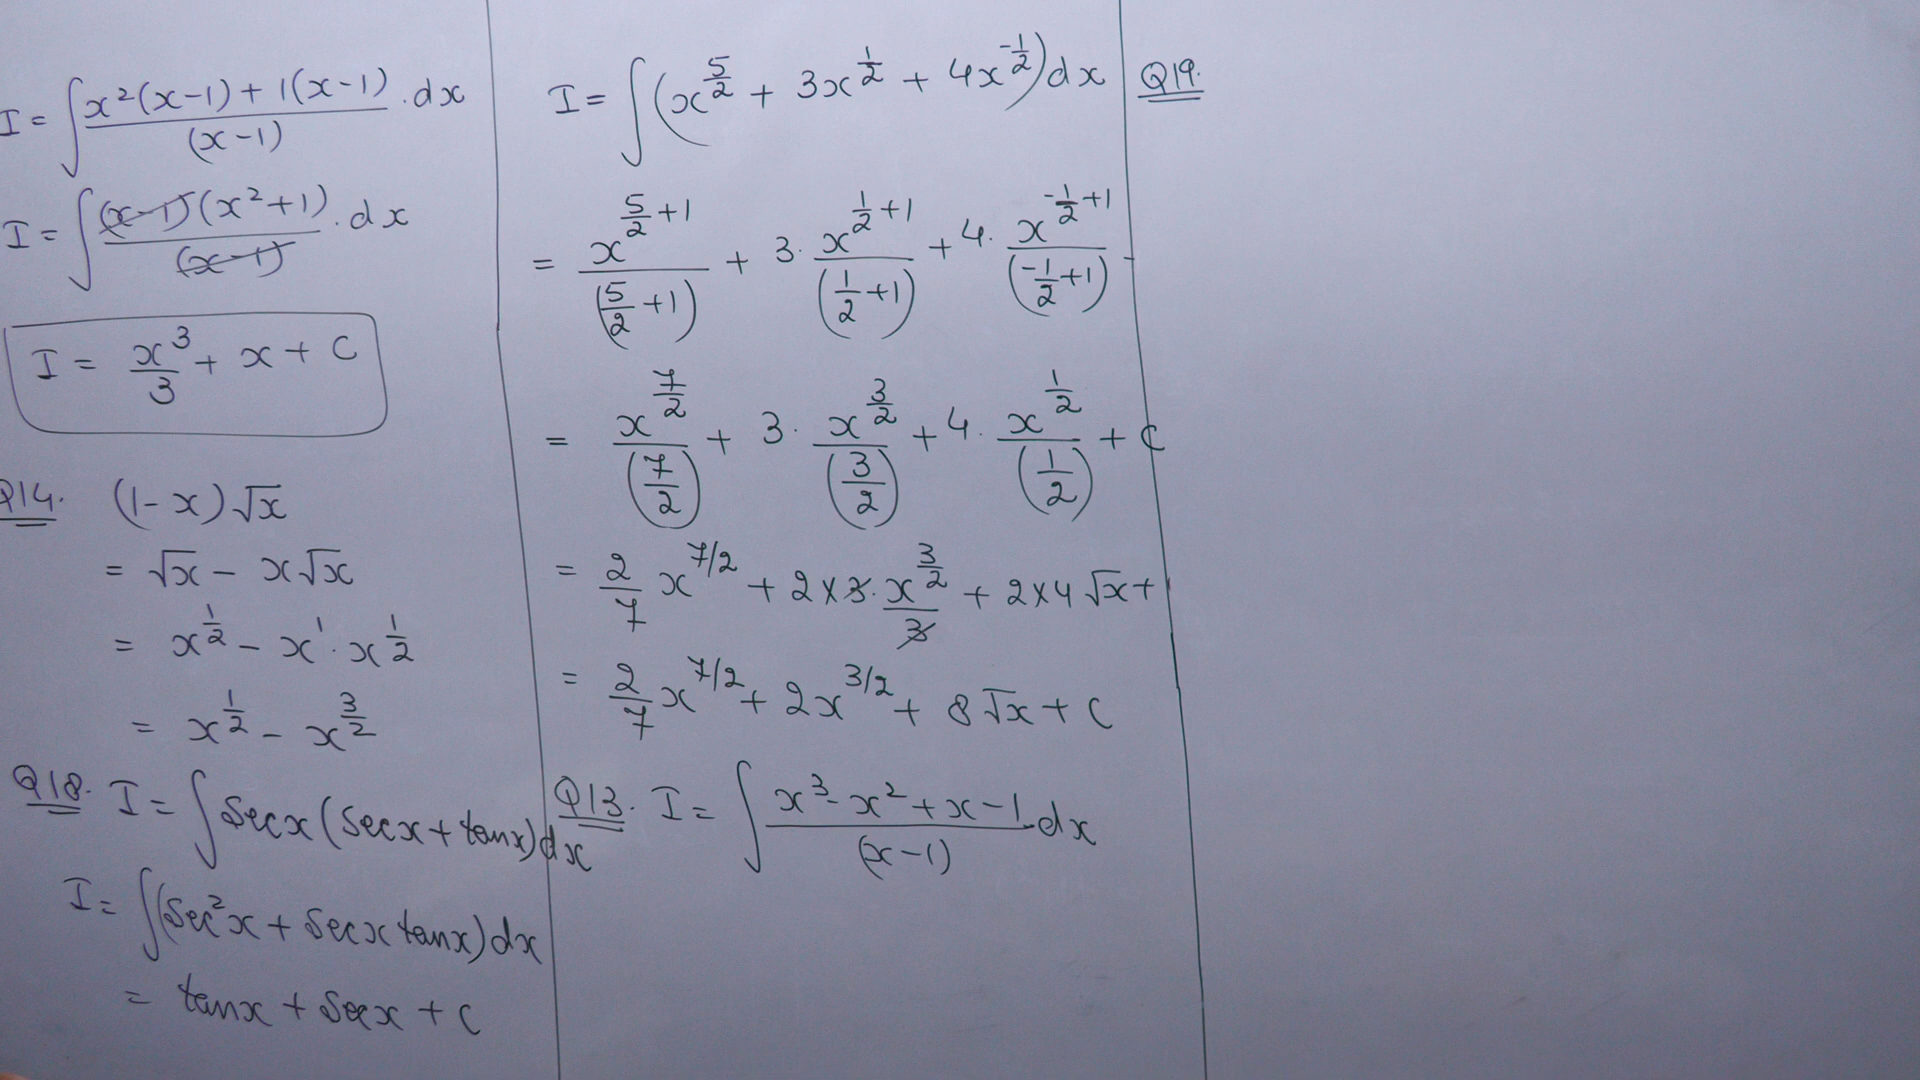 I = ∫ x²(x-1) + 1(x-1) / (x-1) . dx
I = ∫ (x-1)(x²+1) / (x-1) . dx
I = x³/3 + x + C
Q14. (1-x)√x
= √x - x√x
= x^(1/2) - x¹ · x^(1/2)
= x^(1/2) - x^(3/2)
Q18. I = ∫ Secx (Secx + tanx) dx
I = ∫ (Sec²x + Secx tanx) dx
= tanx + Secx + C
I = ∫ (x^(5/2) + 3x^(1/2) + 4x^(-1/2)) dx
= x^(5/2+1) / (5/2+1) + 3· x^(1/2+1) / (1/2+1) + 4· x^(-1/2+1) / (-1/2+1)
= x^(7/2) / (7/2) + 3· x^(3/2) / (3/2) + 4· x^(1/2) / (1/2) + C
= 2/7 x^(7/2) + 2×3· x^(3/2) / 3 + 2×4 √x +
= 2/7 x^(7/2) + 2x^(3/2) + 8√x + C
Q13. I = ∫ x³ - x² + x - 1 / (x-1) . dx
Q19.